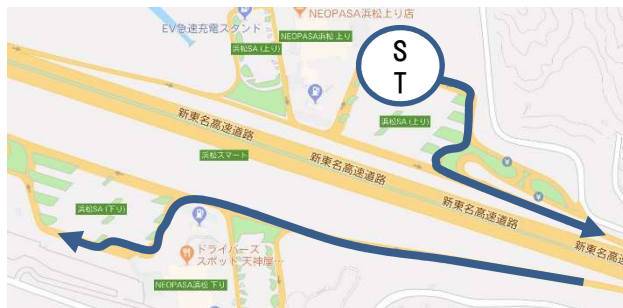 NEOPASA浜松上り店
EV急速充電スタンド
NEOPASA浜松 上り
浜松SA (上り)
S
T
新東名高速道路
浜松SA (上り)
浜松スマート
新東名高速道路
新東名高速道路
新東名高速
浜松SA (下り)
ドライバーズ
スポット 天神屋…
NEOPASA浜松 下り